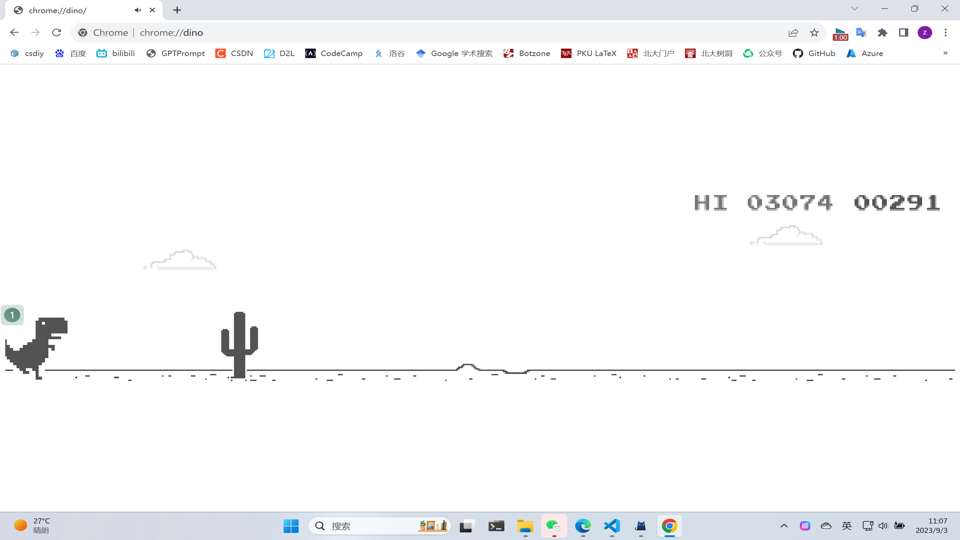 chrome://dino/
Chrome | chrome://dino
1.00
z
csdiy 百度 bilibili GPTPrompt CSDN D2L CodeCamp 洛谷 Google 学术搜索 Botzone PKU LaTeX 北大门户 北大树洞 公众号 GitHub Azure »
HI 03074 00291
1
27°C
晴朗
搜索
英
11:07
2023/9/3